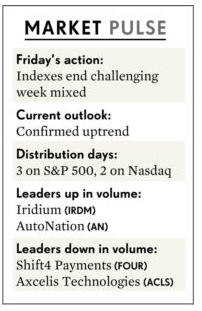 MARKET PULSE
Friday's action:
Indexes end challenging
week mixed
Current outlook:
Confirmed uptrend
Distribution days:
3 on S&P 500, 2 on Nasdaq
Leaders up in volume:
Iridium (IRDM)
AutoNation (AN)
Leaders down in volume:
Shift4 Payments (FOUR)
Axcelis Technologies (ACLS)